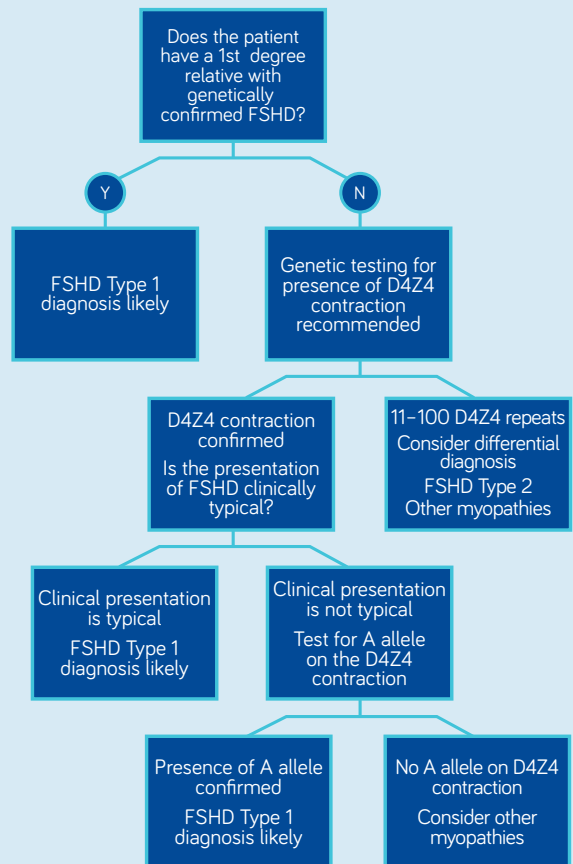 Does the patient
have a 1st degree
relative with
genetically
confirmed FSHD?
Y
N
FSHD Type 1
diagnosis likely
Genetic testing for
presence of D4Z4
contraction
recommended
D4Z4 contraction
confirmed
Is the presentation
of FSHD clinically
typical?
11–100 D4Z4 repeats
Consider differential
diagnosis
FSHD Type 2
Other myopathies
Clinical presentation
is typical
FSHD Type 1
diagnosis likely
Clinical presentation
is not typical
Test for A allele
on the D4Z4
contraction
Presence of A allele
confirmed
FSHD Type 1
diagnosis likely
No A allele on D4Z4
contraction
Consider other
myopathies